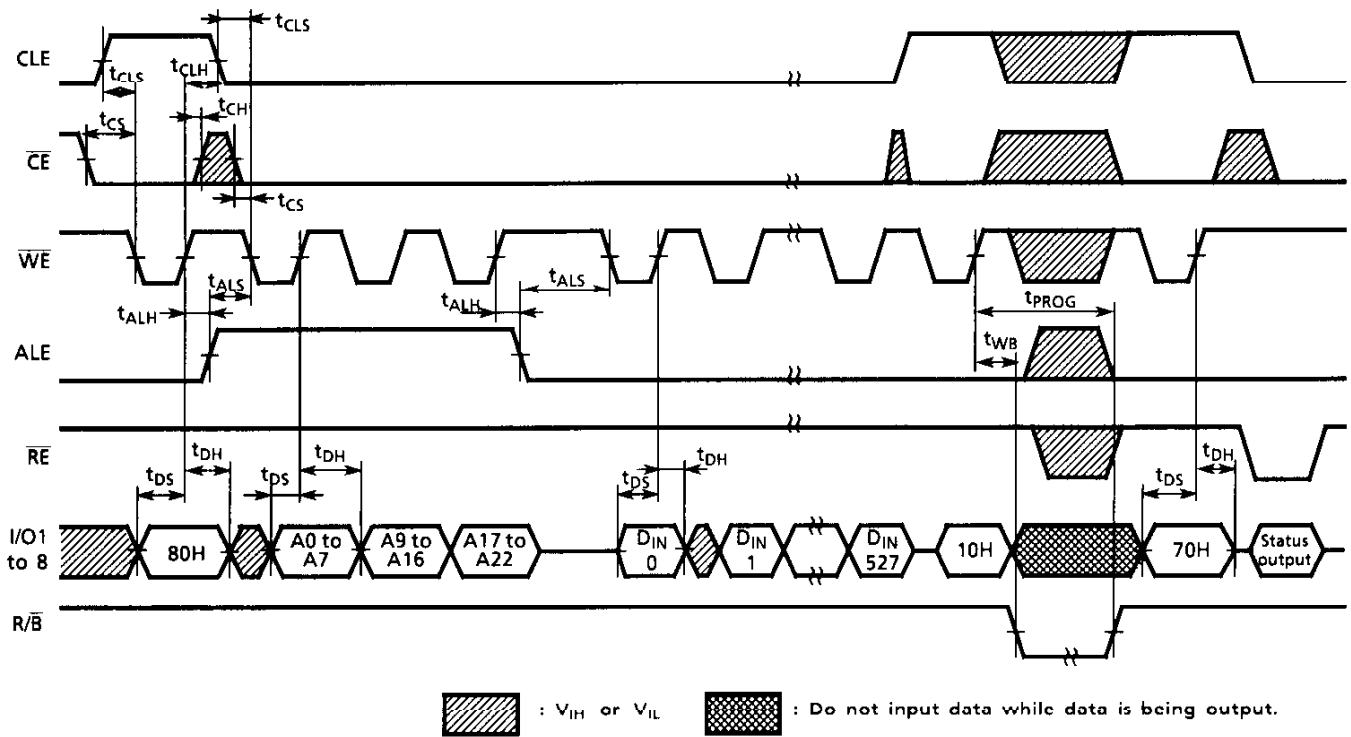 tCLS
CLE
tCLS
tCLH
tCH
tCS
CE
tCS
WE
tALS
tALS
tALH
tALH
tPROG
tWB
ALE
RE
tDH
tDH
tDH
tDH
tDS
tDS
tDS
tDS
I/O1 to 8
80H
A0 to A7
A9 to A16
A17 to A22
DIN 0
DIN 1
DIN 527
10H
70H
Status output
R/B
: VIH or VIL
: Do not input data while data is being output.